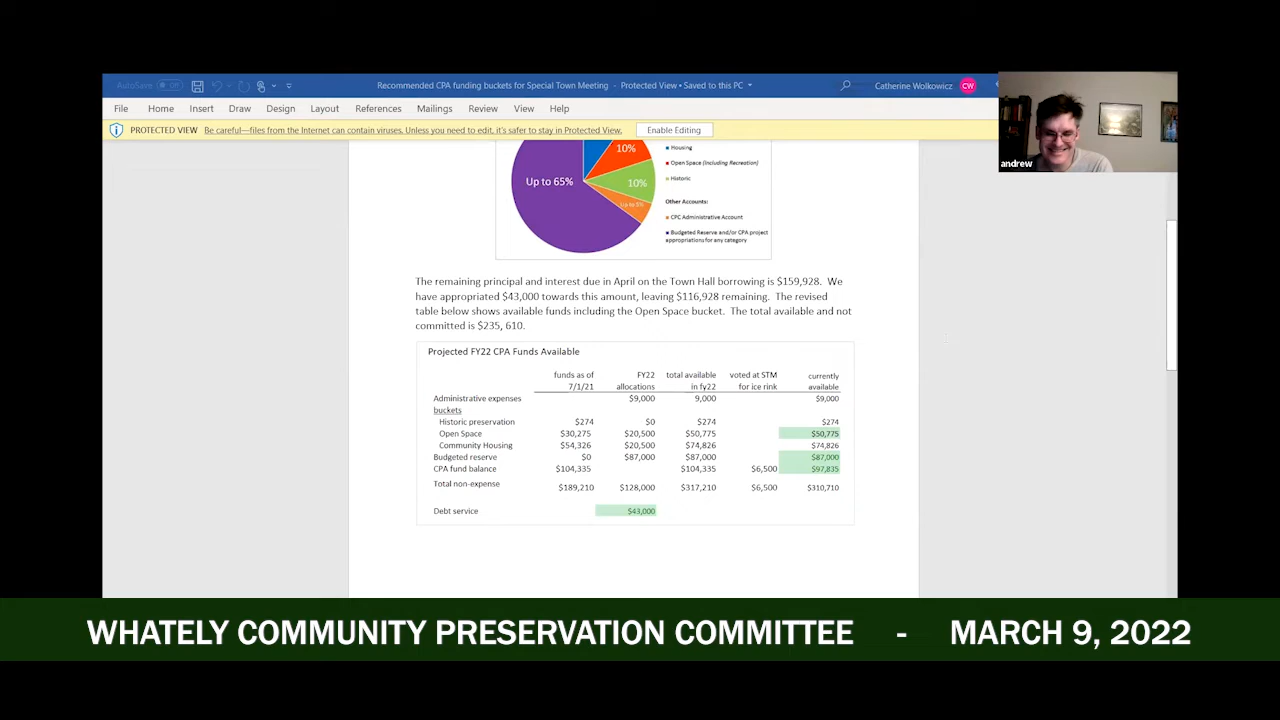 AutoSave Off
Recommended CPA funding buckets for Special Town Meeting - Protected View • Saved to this PC
Catherine Wolkowicz CW
File Home Insert Draw Design Layout References Mailings Review View Help
PROTECTED VIEW Be careful—files from the Internet can contain viruses. Unless you need to edit, it's safer to stay in Protected View. Enable Editing
andrew
10%
Up to 65%
10%
Up to 5%
Housing
Open Space (Including Recreation)
Historic
Other Accounts:
CPC Administrative Account
Budgeted Reserve and/or CPA project
appropriations for any category
The remaining principal and interest due in April on the Town Hall borrowing is $159,928. We
have appropriated $43,000 towards this amount, leaving $116,928 remaining. The revised
table below shows available funds including the Open Space bucket. The total available and not
committed is $235, 610.
Projected FY22 CPA Funds Available
funds as of FY22 total available voted at STM currently
7/1/21 allocations in fy22 for ice rink available
Administrative expenses $9,000 9,000 $9,000
buckets
Historic preservation $274 $0 $274 $274
Open Space $30,275 $20,500 $50,775 $50,775
Community Housing $54,326 $20,500 $74,826 $74,826
Budgeted reserve $0 $87,000 $87,000 $87,000
CPA fund balance $104,335 $104,335 $6,500 $97,835
Total non-expense $189,210 $128,000 $317,210 $6,500 $310,710
Debt service $43,000
WHATELY COMMUNITY PRESERVATION COMMITTEE - MARCH 9, 2022